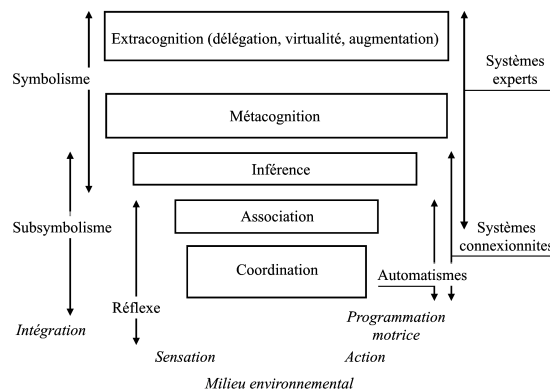 Extracognition (délégation, virtualité, augmentation)
Symbolisme
Systèmes
experts
Métacognition
Inférence
Association
Subsymbolisme
Systèmes
connexionnites
Coordination
Automatismes
Réflexe
Programmation
motrice
Intégration
Sensation
Action
Milieu environnemental